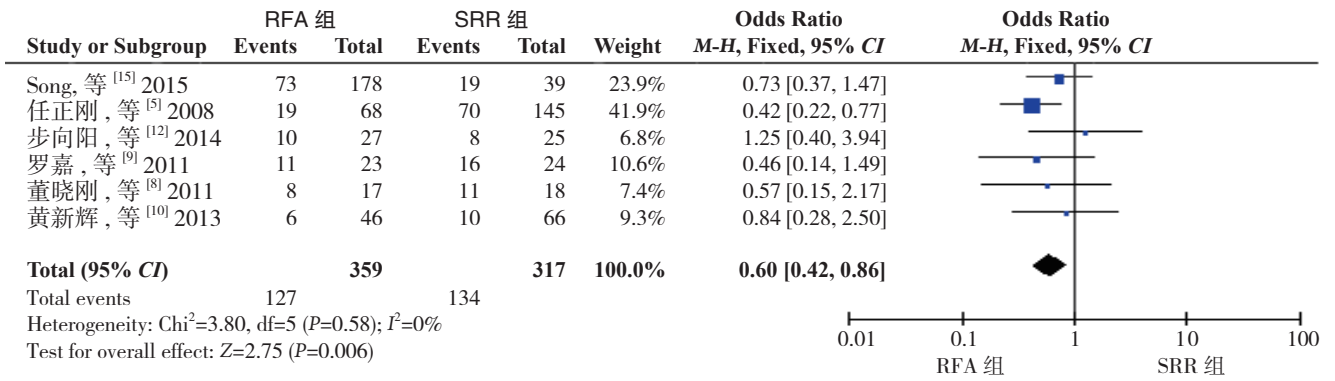 RFA 组 SRR 组 Odds Ratio Odds Ratio
Study or Subgroup Events Total Events Total Weight M-H, Fixed, 95% CI M-H, Fixed, 95% CI
Song, 等 [15] 2015 73 178 19 39 23.9% 0.73 [0.37, 1.47]
任正刚 , 等 [5] 2008 19 68 70 145 41.9% 0.42 [0.22, 0.77]
步向阳 , 等 [12] 2014 10 27 8 25 6.8% 1.25 [0.40, 3.94]
罗嘉 , 等 [9] 2011 11 23 16 24 10.6% 0.46 [0.14, 1.49]
董晓刚 , 等 [8] 2011 8 17 11 18 7.4% 0.57 [0.15, 2.17]
黄新辉 , 等 [10] 2013 6 46 10 66 9.3% 0.84 [0.28, 2.50]
Total (95% CI) 359 317 100.0% 0.60 [0.42, 0.86]
Total events 127 134
Heterogeneity: Chi²=3.80, df=5 (P=0.58); I²=0%
Test for overall effect: Z=2.75 (P=0.006)
0.01 0.1 1 10 100
RFA 组 SRR 组